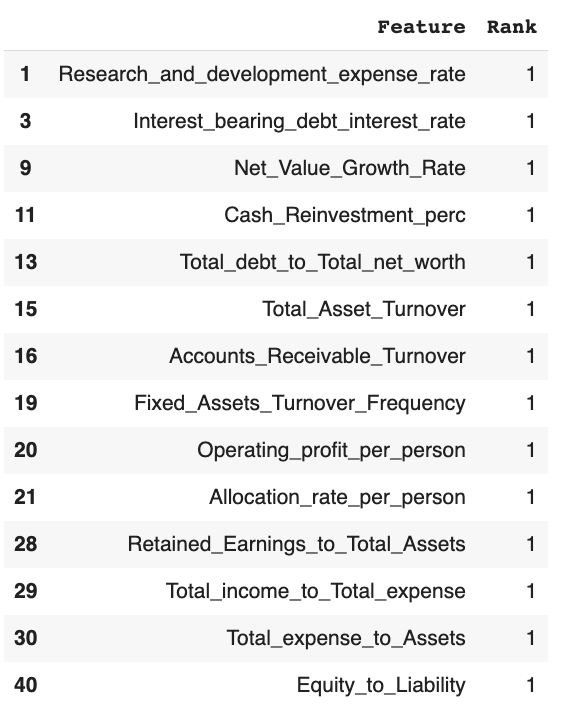 Feature Rank
1 Research_and_development_expense_rate 1
3 Interest_bearing_debt_interest_rate 1
9 Net_Value_Growth_Rate 1
11 Cash_Reinvestment_perc 1
13 Total_debt_to_Total_net_worth 1
15 Total_Asset_Turnover 1
16 Accounts_Receivable_Turnover 1
19 Fixed_Assets_Turnover_Frequency 1
20 Operating_profit_per_person 1
21 Allocation_rate_per_person 1
28 Retained_Earnings_to_Total_Assets 1
29 Total_income_to_Total_expense 1
30 Total_expense_to_Assets 1
40 Equity_to_Liability 1